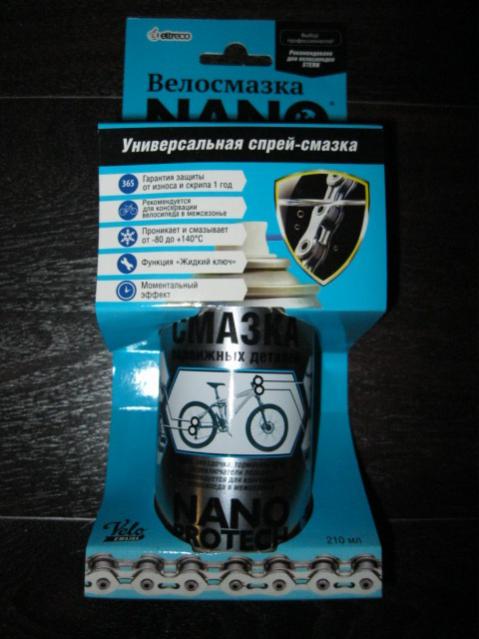 eltreco
Выбор
профессионалов!
Рекомендовано
для велосипедов
STERN
Велосмазка
NANO
Универсальная спрей-смазка
365
Гарантия защиты
от износа и скрипа 1 год
Рекомендуется
для консервации
велосипеда в межсезонье
Проникает и смазывает
от -80 до +140°C
Функция «Жидкий ключ»
Моментальный
эффект
СМАЗКА
подвижных деталей
NANO
PROTECH
Velo
210 мл